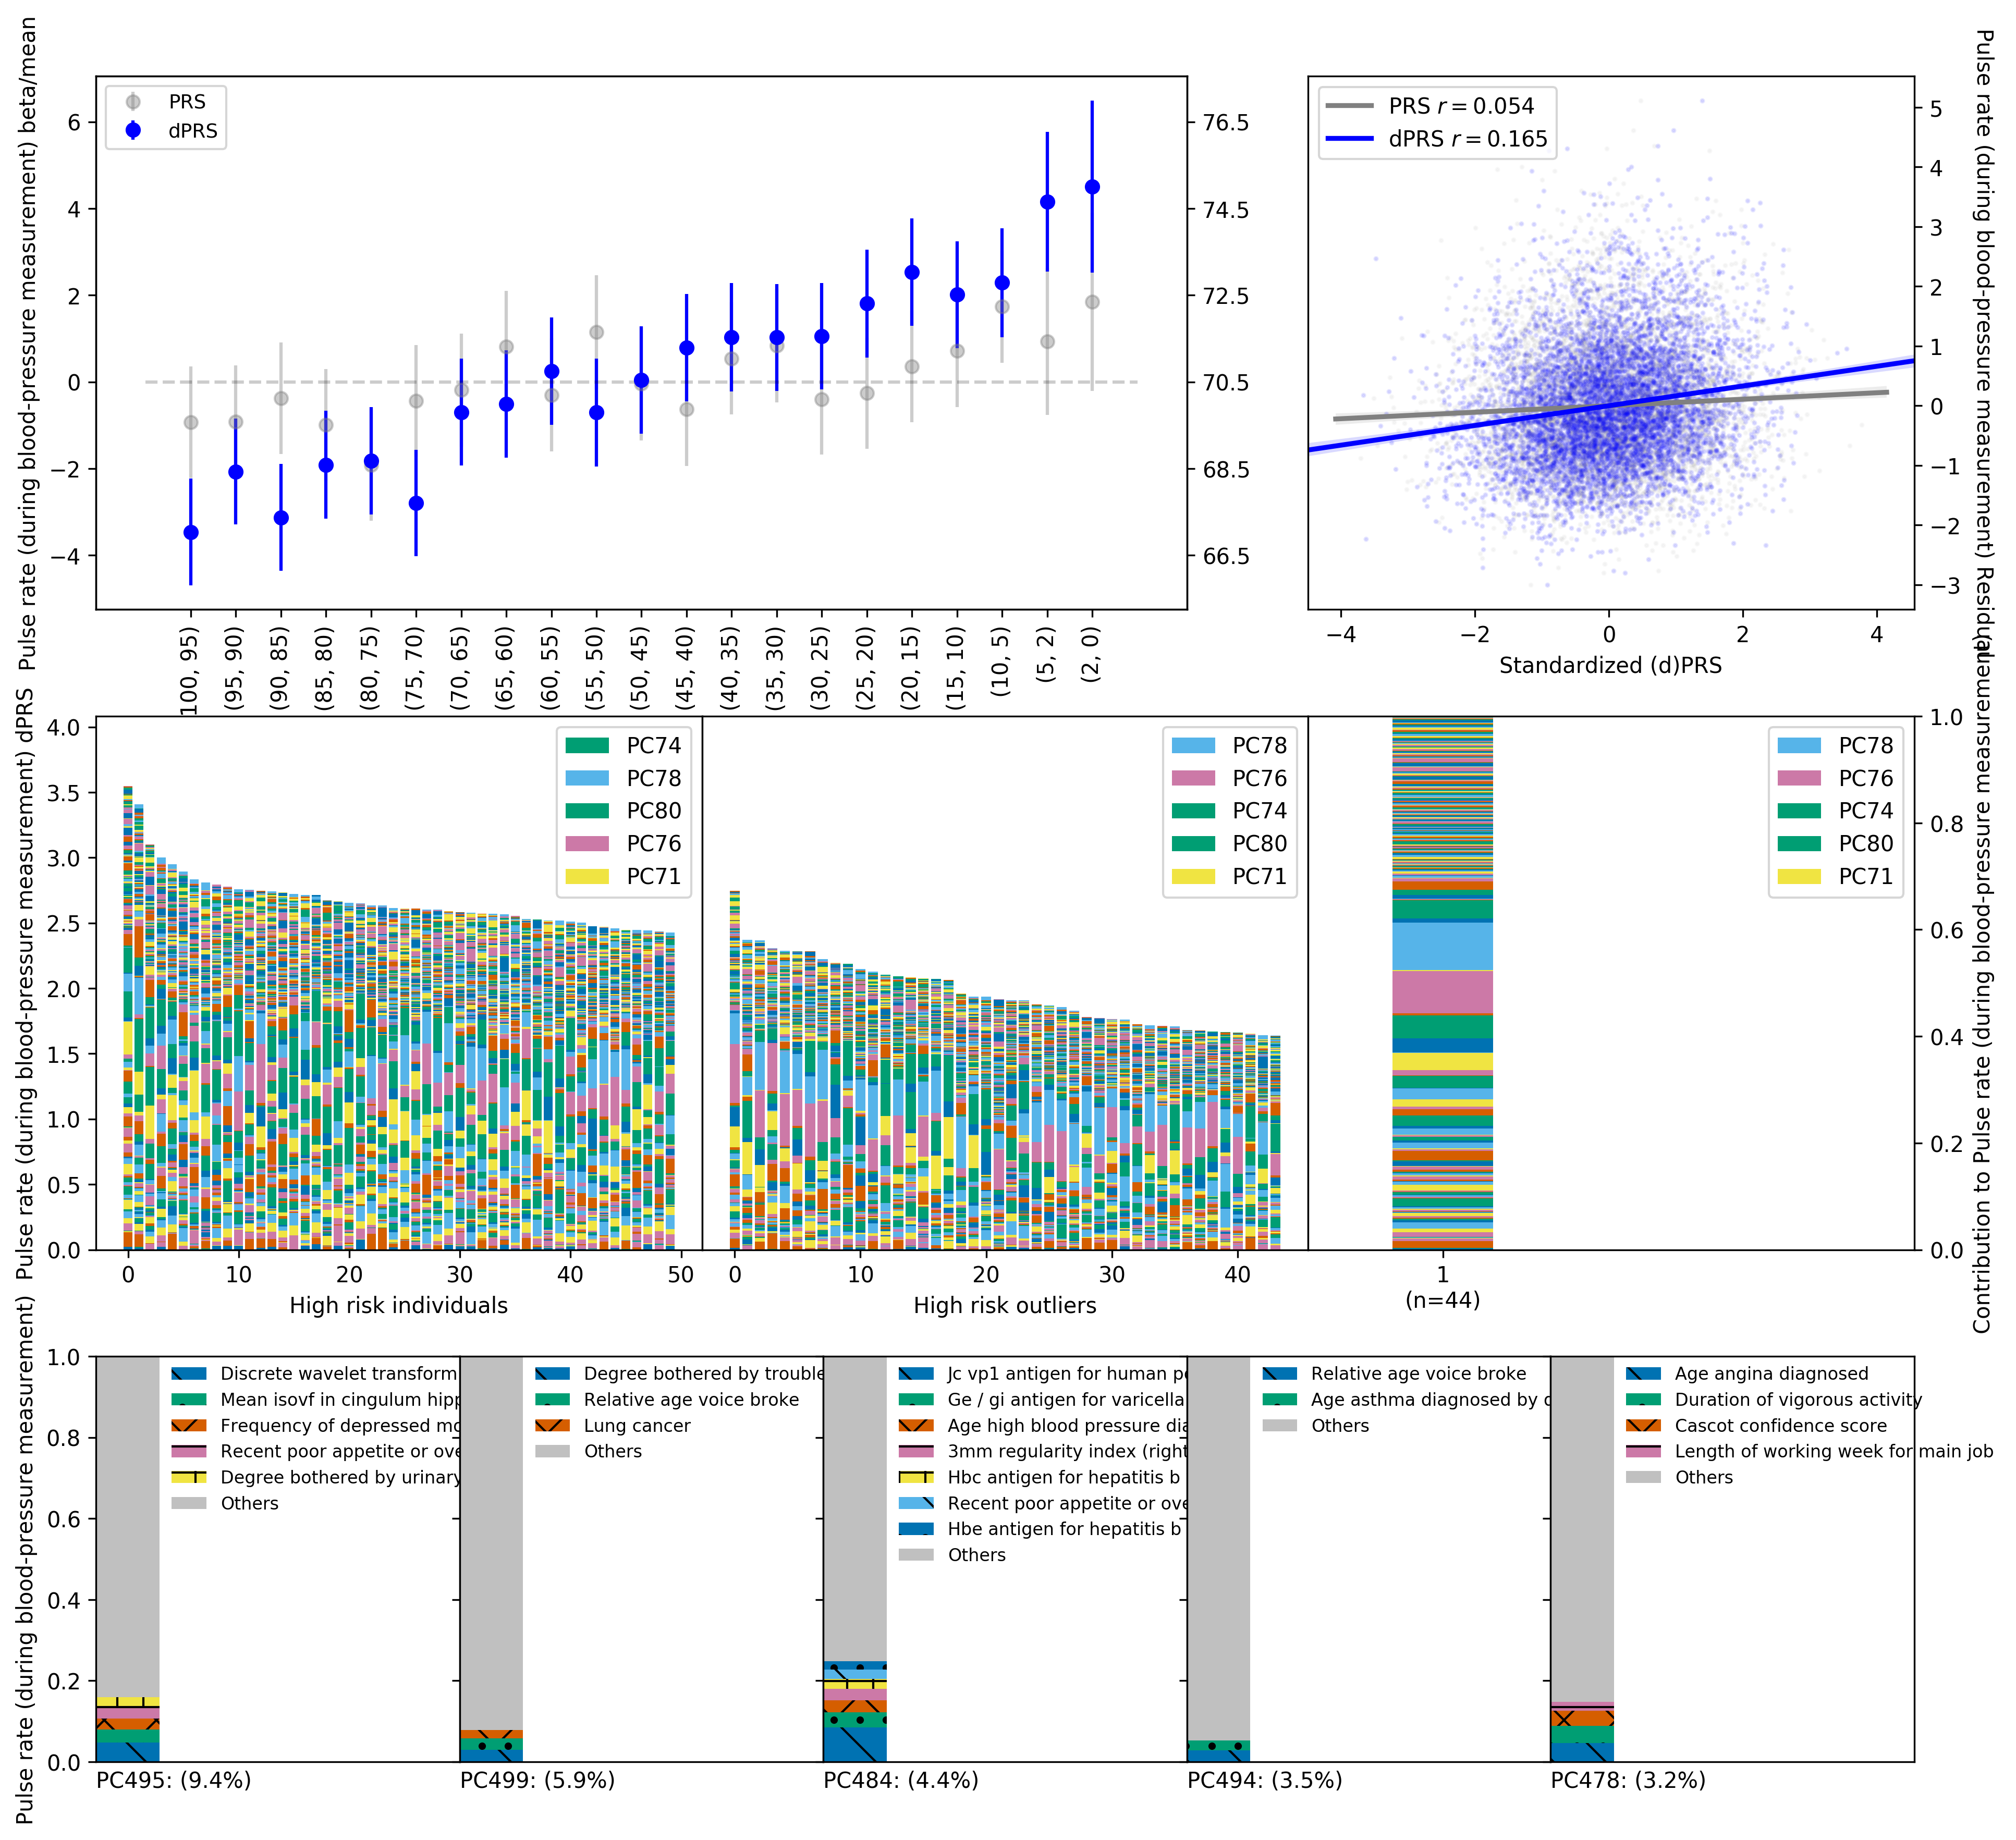 Pulse rate (during blood-pressure measurement) beta/mean
PRS
dPRS
6
4
2
0
−2
−4
76.5
74.5
72.5
70.5
68.5
66.5
100, 95)
(95, 90)
(90, 85)
(85, 80)
(80, 75)
(75, 70)
(70, 65)
(65, 60)
(60, 55)
(55, 50)
(50, 45)
(45, 40)
(40, 35)
(35, 30)
(30, 25)
(25, 20)
(20, 15)
(15, 10)
(10, 5)
(5, 2)
(2, 0)
PRS r = 0.054
dPRS r = 0.165
5
4
3
2
1
0
−1
−2
−3
−4
−2
0
2
4
Standardized (d)PRS
Pulse rate (during blood-pressure measurement) Residual
Pulse rate (during blood-pressure measurement) dPRS
4.0
3.5
3.0
2.5
2.0
1.5
1.0
0.5
0.0
PC74
PC78
PC80
PC76
PC71
0
10
20
30
40
50
High risk individuals
PC78
PC76
PC74
PC80
PC71
0
10
20
30
40
High risk outliers
PC78
PC76
PC74
PC80
PC71
1
(n=44)
1.0
0.8
0.6
0.4
0.2
0.0
Contribution to Pulse rate (during blood-pressure measurement)
Pulse rate (during blood-pressure measurement)
1.0
0.8
0.6
0.4
0.2
0.0
Discrete wavelet transform
Mean isovf in cingulum hipp
Frequency of depressed mo
Recent poor appetite or ove
Degree bothered by urinary
Others
PC495: (9.4%)
Degree bothered by trouble
Relative age voice broke
Lung cancer
Others
PC499: (5.9%)
Jc vp1 antigen for human po
Ge / gi antigen for varicella
Age high blood pressure dia
3mm regularity index (right
Hbc antigen for hepatitis b
Recent poor appetite or ove
Hbe antigen for hepatitis b
Others
PC484: (4.4%)
Relative age voice broke
Age asthma diagnosed by d
Others
PC494: (3.5%)
Age angina diagnosed
Duration of vigorous activity
Cascot confidence score
Length of working week for main job
Others
PC478: (3.2%)